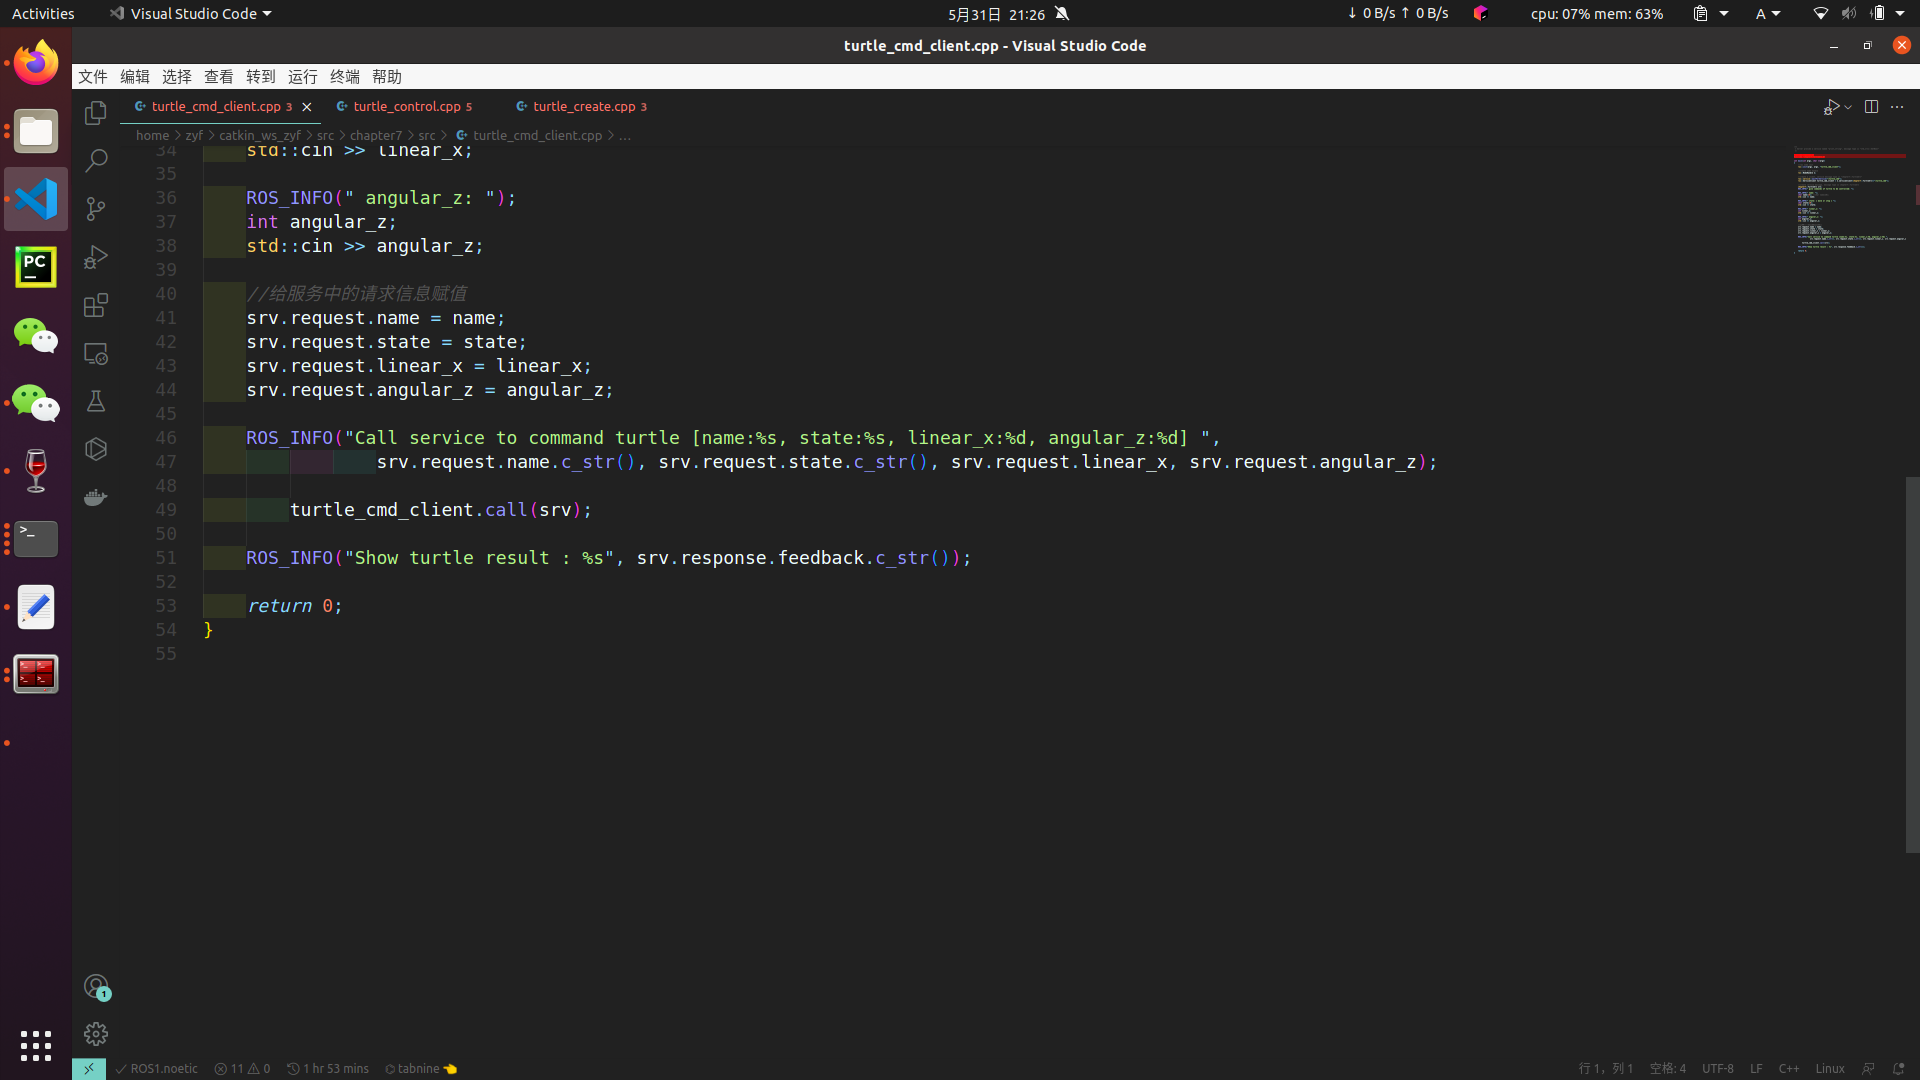 Activities Visual Studio Code 5月31日 21:26 ↓ 0 B/s ↑ 0 B/s cpu: 07% mem: 63% A
turtle_cmd_client.cpp - Visual Studio Code
文件 编辑 选择 查看 转到 运行 终端 帮助
turtle_cmd_client.cpp 3 turtle_control.cpp 5 turtle_create.cpp 3
home > zyf > catkin_ws_zyf > src > chapter7 > src > turtle_cmd_client.cpp > ...
34 std::cin >> linear_x;
35
36 ROS_INFO(" angular_z: ");
37 int angular_z;
38 std::cin >> angular_z;
39
40 //给服务中的请求信息赋值
41 srv.request.name = name;
42 srv.request.state = state;
43 srv.request.linear_x = linear_x;
44 srv.request.angular_z = angular_z;
45
46 ROS_INFO("Call service to command turtle [name:%s, state:%s, linear_x:%d, angular_z:%d] ",
47 srv.request.name.c_str(), srv.request.state.c_str(), srv.request.linear_x, srv.request.angular_z);
48
49 turtle_cmd_client.call(srv);
50
51 ROS_INFO("Show turtle result : %s", srv.response.feedback.c_str());
52
53 return 0;
54 }
55
PC
>_
1
ROS1.noetic 11 0 1 hr 53 mins tabnine 行 1，列 1 空格: 4 UTF-8 LF C++ Linux